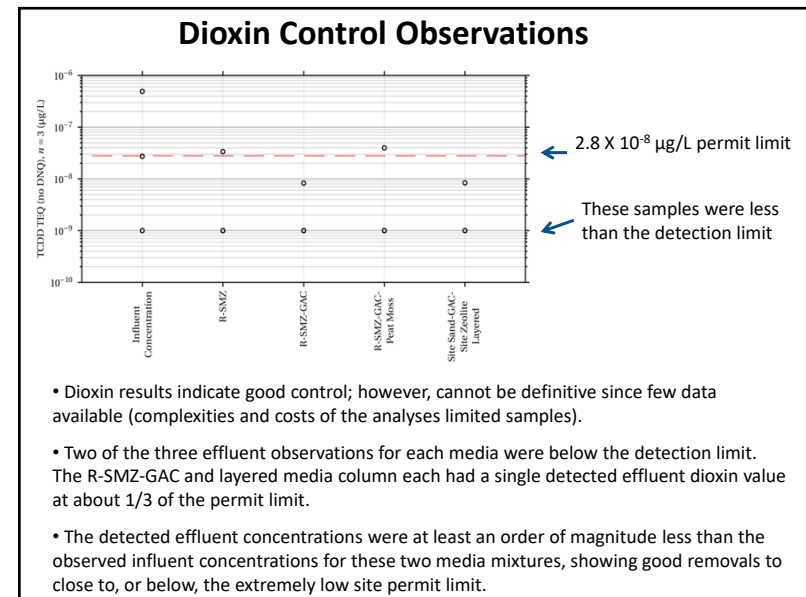 Dioxin Control Observations
TCDD TEQ (no DNQ), n = 3 (µg/L)
10⁻⁶
10⁻⁷
10⁻⁸
10⁻⁹
10⁻¹⁰
Influent
Concentration
R-SMZ
R-SMZ-GAC
R-SMZ-GAC-
Peat Moss
Site Sand-GAC-
Site Zeolite
Layered
2.8 X 10⁻⁸ µg/L permit limit
These samples were less
than the detection limit
• Dioxin results indicate good control; however, cannot be definitive since few data
available (complexities and costs of the analyses limited samples).
• Two of the three effluent observations for each media were below the detection limit.
The R-SMZ-GAC and layered media column each had a single detected effluent dioxin value
at about 1/3 of the permit limit.
• The detected effluent concentrations were at least an order of magnitude less than the
observed influent concentrations for these two media mixtures, showing good removals to
close to, or below, the extremely low site permit limit.